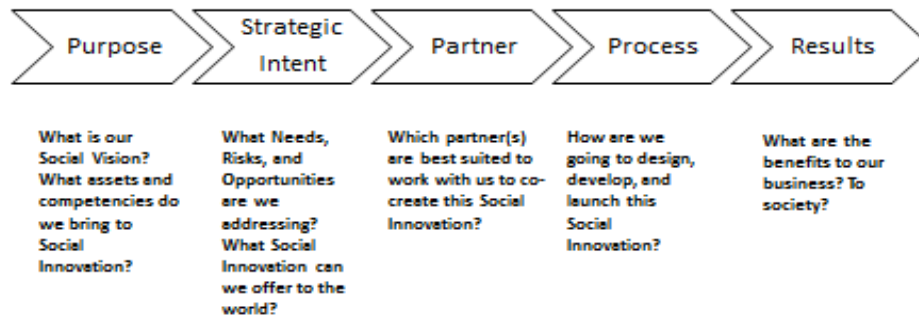 Purpose
Strategic
Intent
Partner
Process
Results
What is our
Social Vision?
What assets and
competencies do
we bring to
Social
Innovation?
What Needs,
Risks, and
Opportunities
are we
addressing?
What Social
Innovation can
we offer to the
world?
Which partner(s)
are best suited to
work with us to co-
create this Social
Innovation?
How are we
going to design,
develop, and
launch this
Social
Innovation?
What are the
benefits to our
business? To
society?